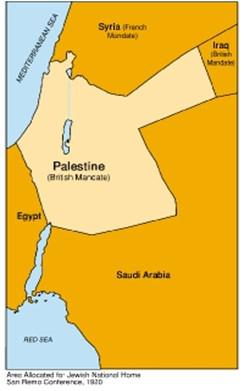 MEDITERRANEAN SEA
Syria (French
Mandate)
Iraq
(British
Mandate)
Palestine
(British Mandate)
Egypt
Saudi Arabia
RED SEA
Area Allocated for Jewish National Home
San Remo Conference, 1920